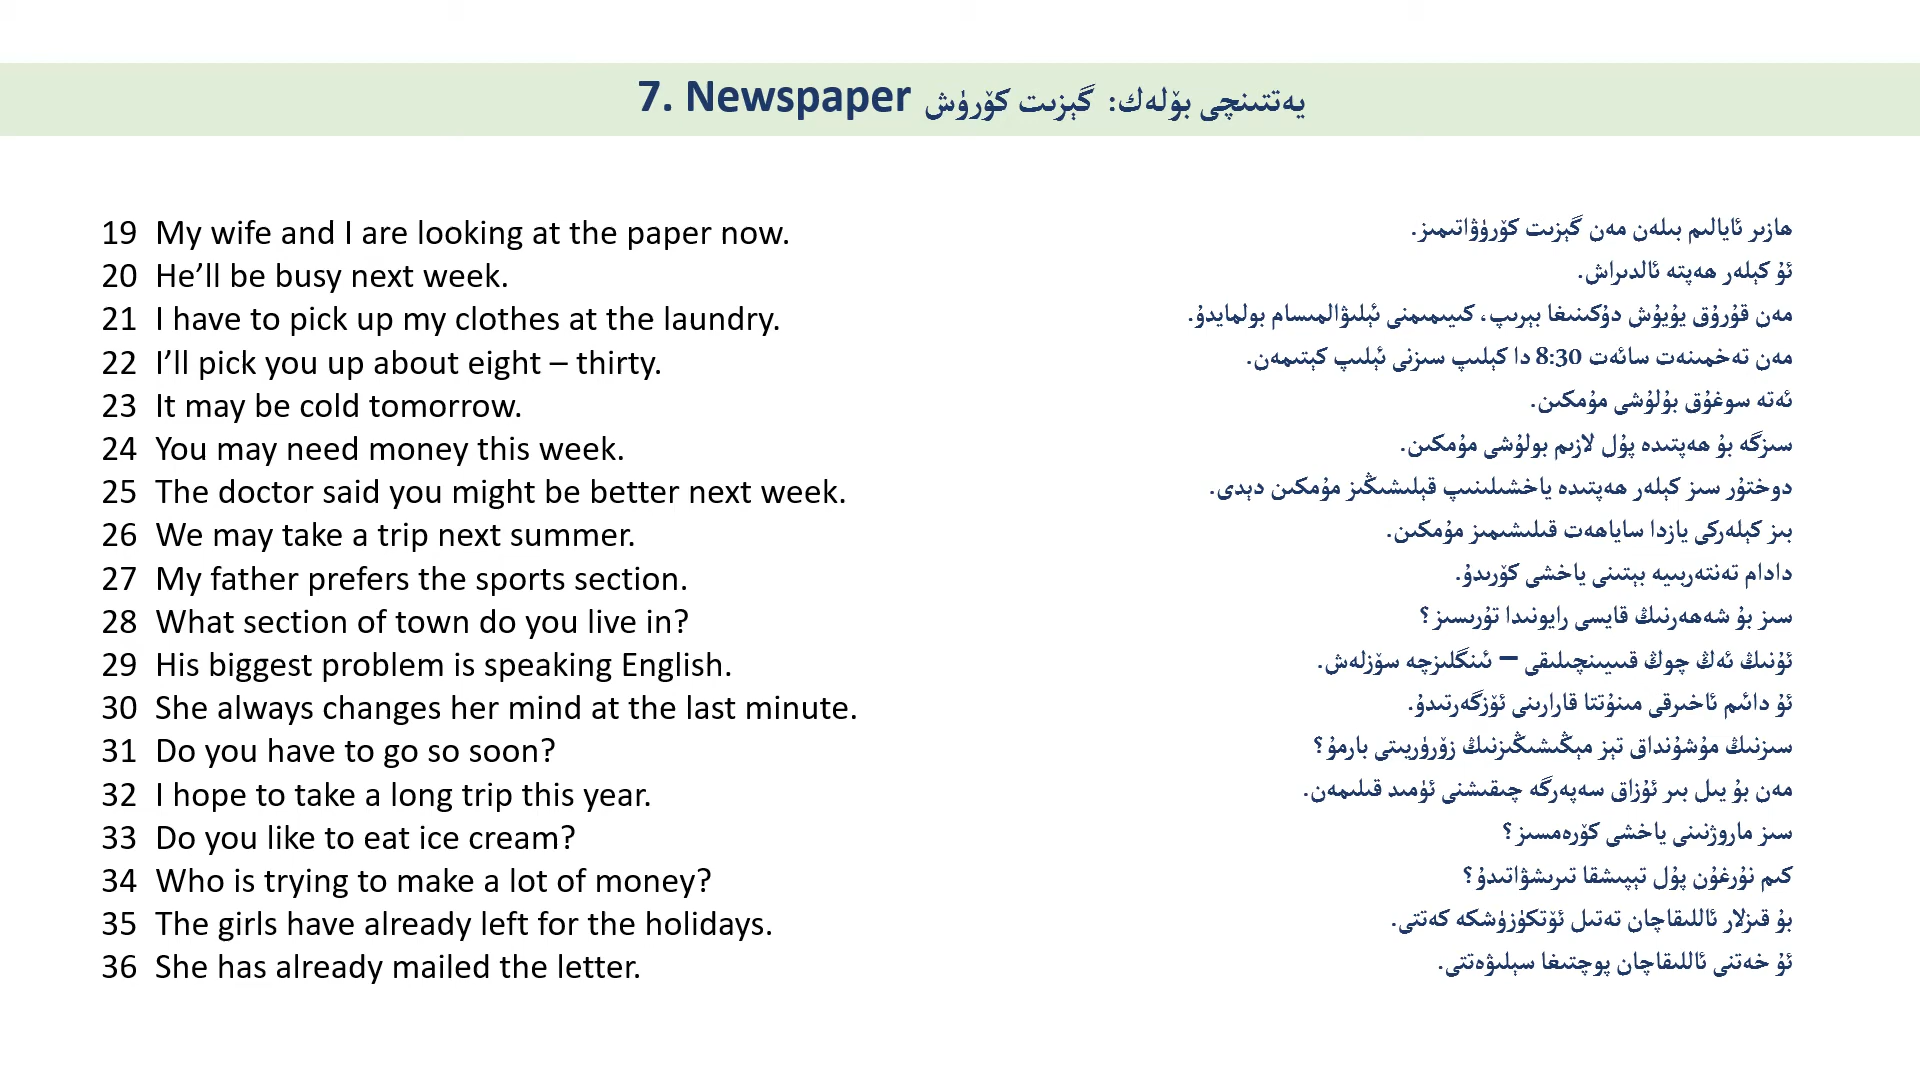 7. Newspaper يەتتىنچى بۆلەك: گېزىت كۆرۈش
19 My wife and I are looking at the paper now. ھازىر ئايالىم بىلەن مەن گېزىت كۆرۈۋاتىمىز.
20 He’ll be busy next week. ئۇ كېلەر ھەپتە ئالدىراش.
21 I have to pick up my clothes at the laundry. مەن قۇرۇق يۇيۇش دۇكىنىغا بېرىپ، كىيىمىمنى ئېلىۋالمىسام بولمايدۇ.
22 I’ll pick you up about eight – thirty. مەن تەخمىنەت سائەت 8:30 دا كېلىپ سىزنى ئېلىپ كېتىمەن.
23 It may be cold tomorrow. ئەتە سوغۇق بۇلۇشى مۇمكىن.
24 You may need money this week. سىزگە بۇ ھەپتىدە پۇل لازىم بولۇشى مۇمكىن.
25 The doctor said you might be better next week. دوختۇر سىز كېلەر ھەپتىدە ياخشىلىنىپ قېلىشىڭىز مۇمكىن دېدى.
26 We may take a trip next summer. بىز كېلەركى يازدا ساياھەت قىلىشىمىز مۇمكىن.
27 My father prefers the sports section. دادام تەنتەربىيە بېتىنى ياخشى كۆرىدۇ.
28 What section of town do you live in? سىز بۇ شەھەرنىڭ قايسى رايونىدا تۇرىسىز؟
29 His biggest problem is speaking English. ئۇنىڭ ئەڭ چوڭ قىيىنچىلىقى – ئىنگلىزچە سۆزلەش.
30 She always changes her mind at the last minute. ئۇ دائىم ئاخىرقى مىنۇتتا قارارىنى ئۆزگەرتىدۇ.
31 Do you have to go so soon? سىزنىڭ مۇشۇنداق تېز مېڭىشىڭىزنىڭ زۆرۈرىيىتى بارمۇ؟
32 I hope to take a long trip this year. مەن بۇ يىل بىر ئۇزاق سەپەرگە چىقىشنى ئۈمىد قىلىمەن.
33 Do you like to eat ice cream? سىز ماروژنىنى ياخشى كۆرەمسىز؟
34 Who is trying to make a lot of money? كىم نۇرغۇن پۇل تېپىشقا تىرىشۋاتىدۇ؟
35 The girls have already left for the holidays. بۇ قىزلار ئاللىقاچان تەتىل ئۆتكۈزۈشكە كەتتى.
36 She has already mailed the letter. ئۇ خەتنى ئاللىقاچان پوچتىغا سېلىۋەتتى.